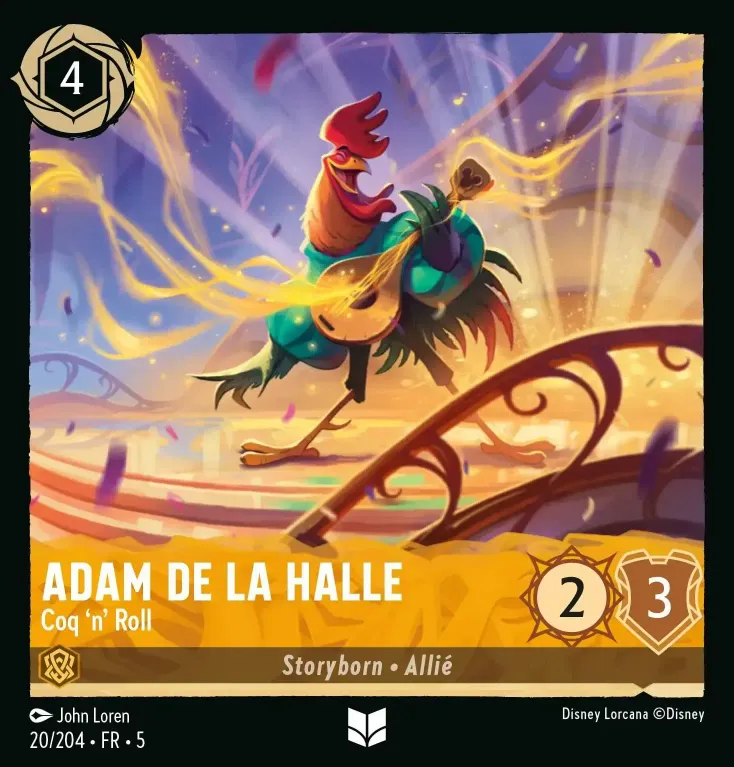 4
ADAM DE LA HALLE
Coq ‘n’ Roll
2
3
Storyborn • Allié
John Loren
20/204 • FR • 5
Disney Lorcana ©Disney